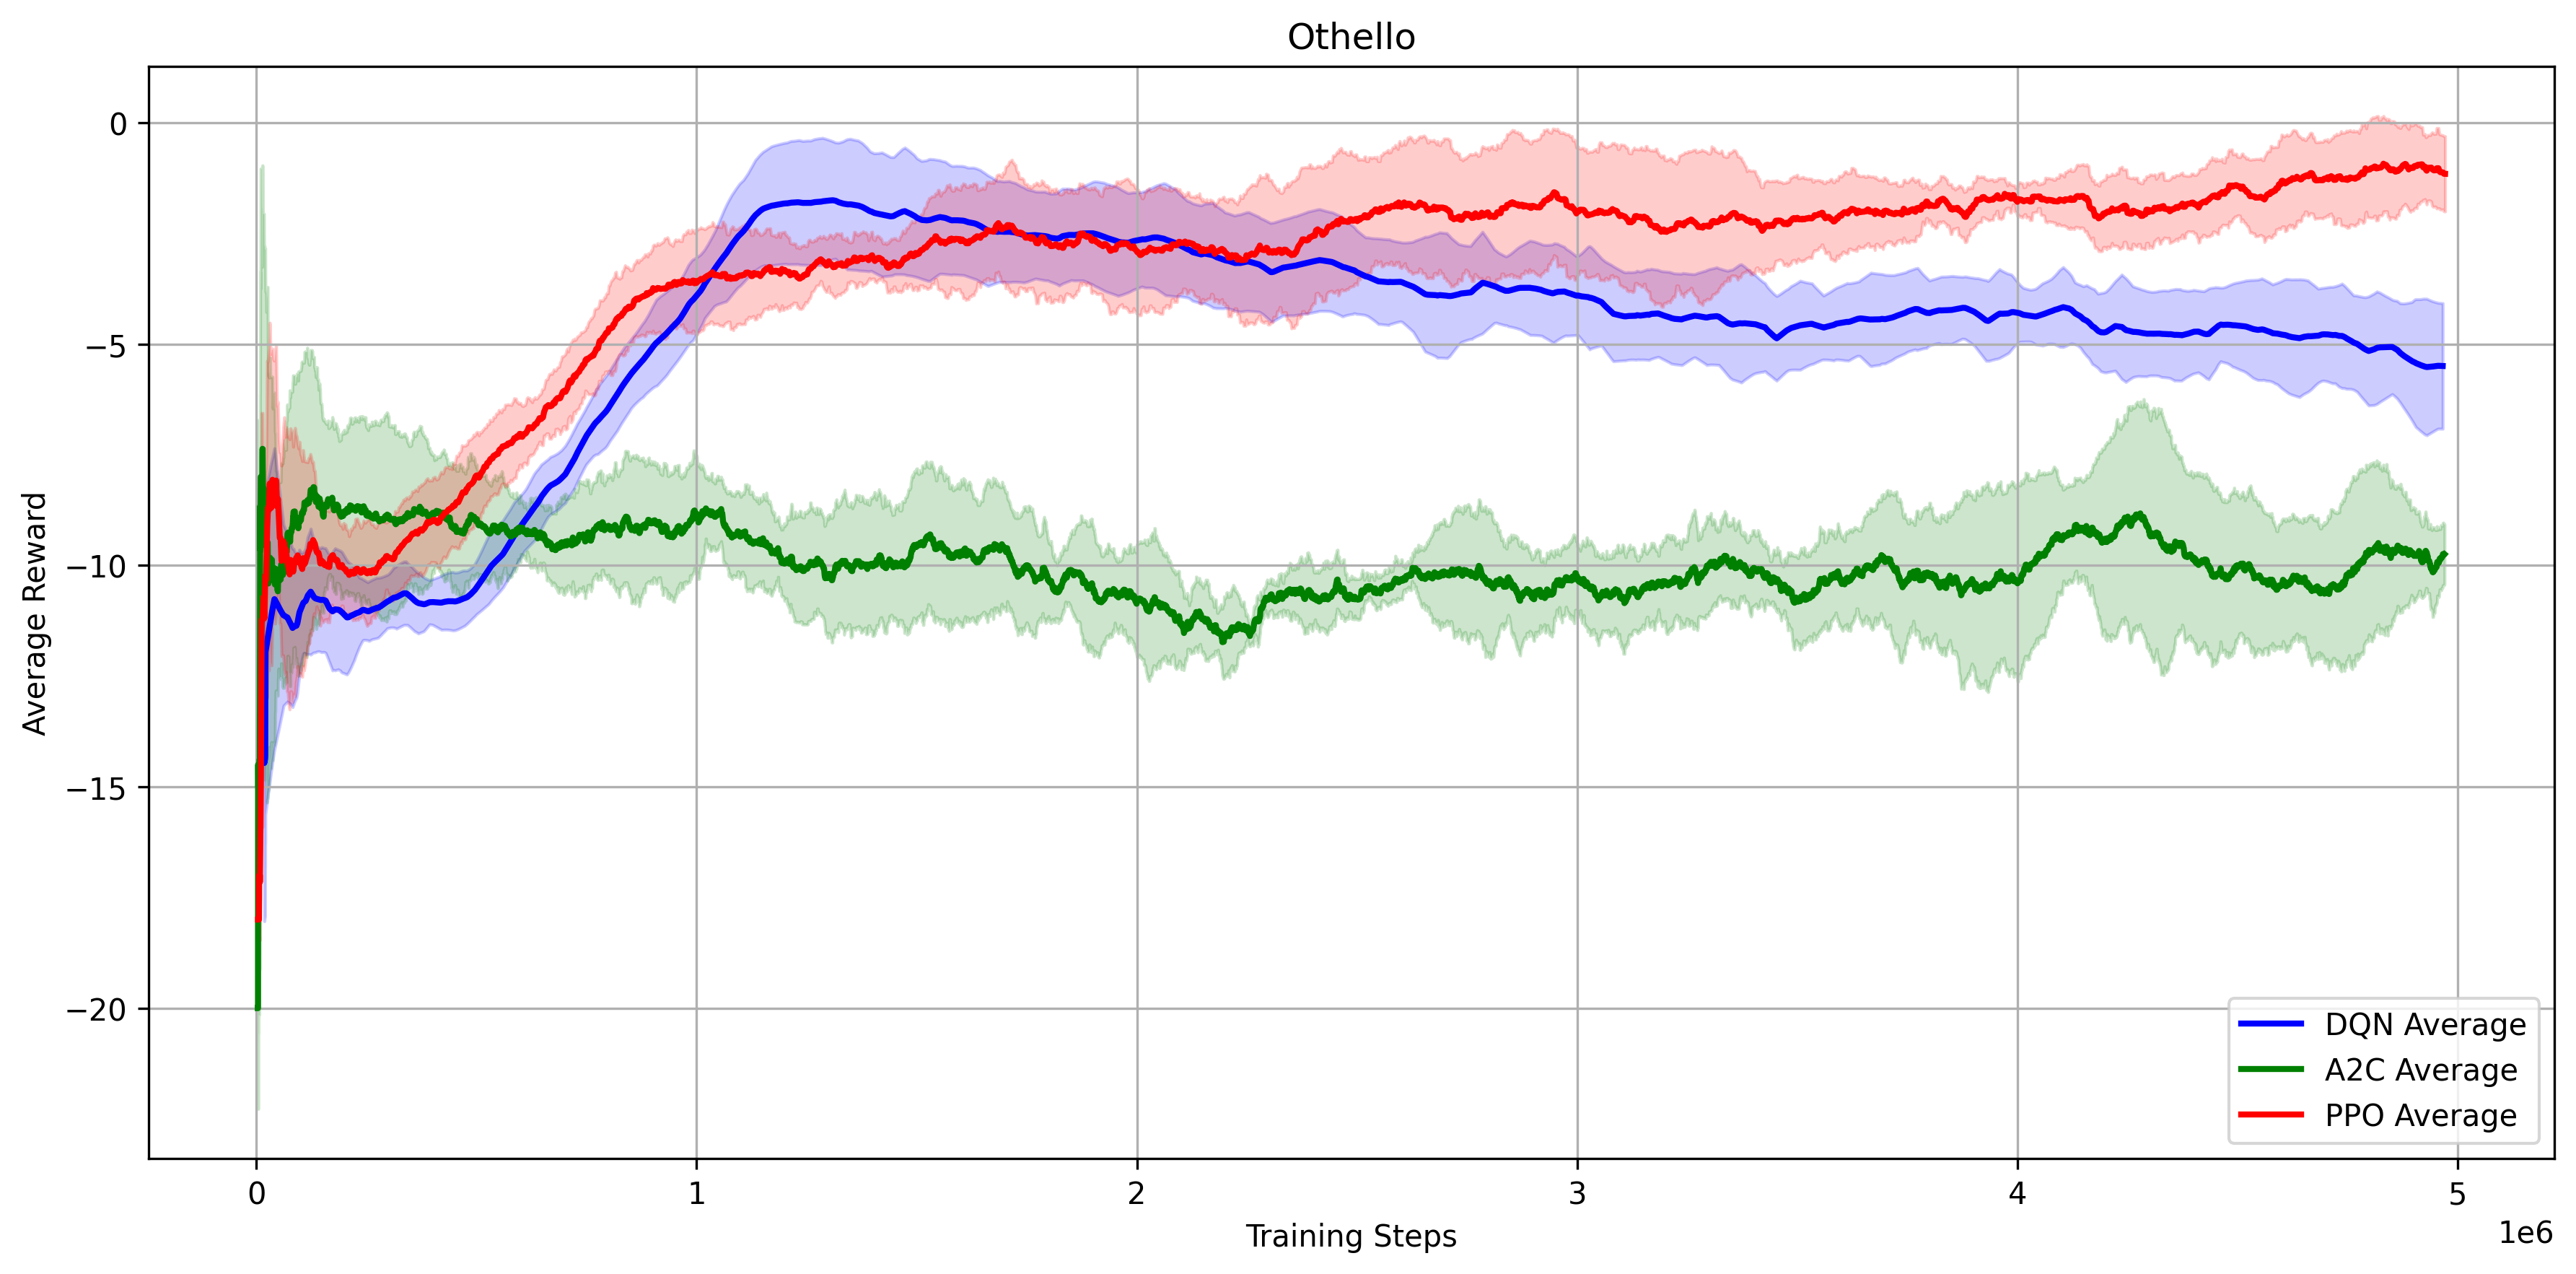 Othello
Average Reward
0
−5
−10
−15
−20
0
1
2
3
4
5
1e6
Training Steps
DQN Average
A2C Average
PPO Average